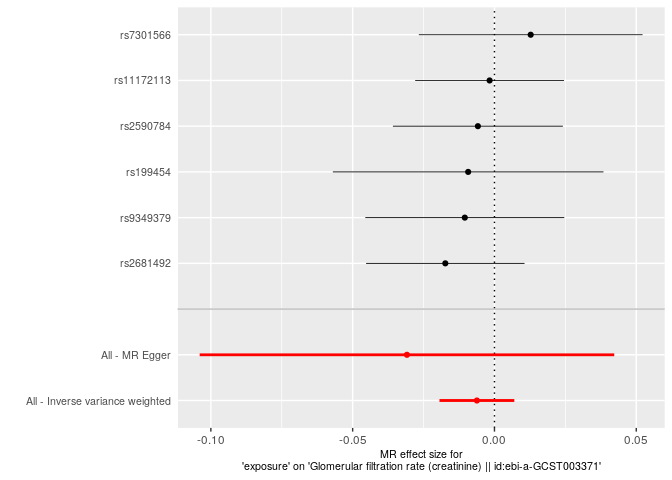 rs7301566
rs11172113
rs2590784
rs199454
rs9349379
rs2681492
All - MR Egger
All - Inverse variance weighted
-0.10
-0.05
0.00
0.05
MR effect size for
'exposure' on 'Glomerular filtration rate (creatinine) || id:ebi-a-GCST003371'